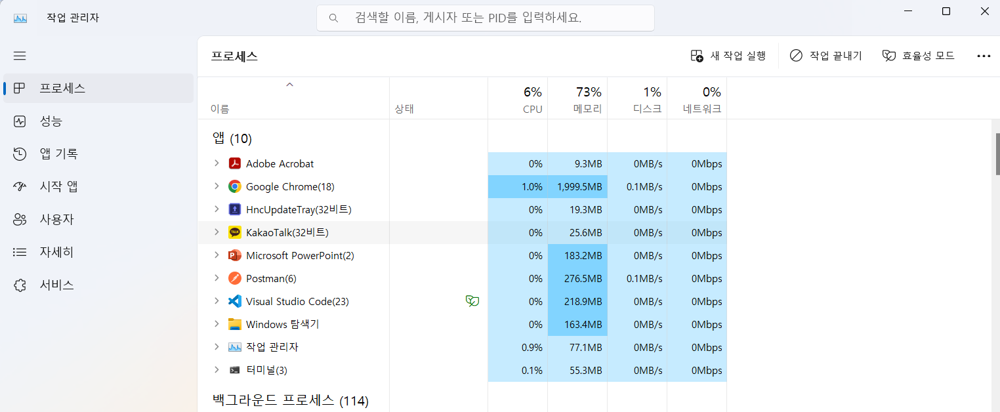 작업 관리자
검색할 이름, 게시자 또는 PID를 입력하세요.
프로세스
성능
앱 기록
시작 앱
사용자
자세히
서비스
프로세스 새 작업 실행 작업 끝내기 효율성 모드
6% 73% 1% 0%
이름 상태 CPU 메모리 디스크 네트워크
앱 (10)
Adobe Acrobat 0% 9.3MB 0MB/s 0Mbps
Google Chrome(18) 1.0% 1,999.5MB 0.1MB/s 0Mbps
HncUpdateTray(32비트) 0% 19.3MB 0MB/s 0Mbps
KakaoTalk(32비트) 0% 25.6MB 0MB/s 0Mbps
Microsoft PowerPoint(2) 0% 183.2MB 0MB/s 0Mbps
Postman(6) 0% 276.5MB 0.1MB/s 0Mbps
Visual Studio Code(23) 0% 218.9MB 0MB/s 0Mbps
Windows 탐색기 0% 163.4MB 0MB/s 0Mbps
작업 관리자 0.9% 77.1MB 0MB/s 0Mbps
터미널(3) 0.1% 55.3MB 0MB/s 0Mbps
백그라운드 프로세스 (114)